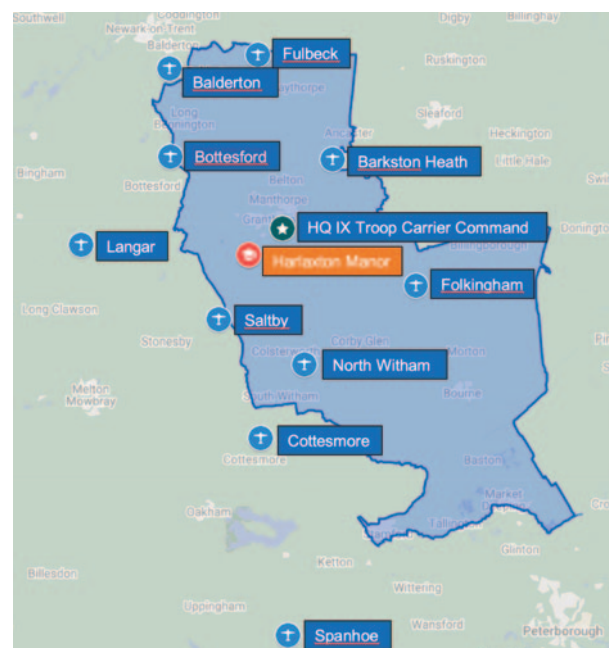 Southwell
Coddington
Digby
Billinghay
Newark on Trent
Balderton
Fulbeck
Ruskington
Balderton
Long
Bennington
Sleaford
Ancaster
Heckington
Bottesford
Barkston Heath
Little Hale
Bingham
Bottesford
Belton
Manthorpe
HQ IX Troop Carrier Command
Donington
Langar
Billingborough
Harlaxton Manor
Folkingham
Long Clawson
Saltby
Stonesby
Corby Glen
Colsterworth
North Witham
Morton
Melton
Mowbray
South Witham
Bourne
Cottesmore
Cottesmore
Baston
Market
Oakham
Tallington
Glinton
Ketton
Billesdon
Wittering
Uppingham
Wansford
Spanhoe
Peterborough